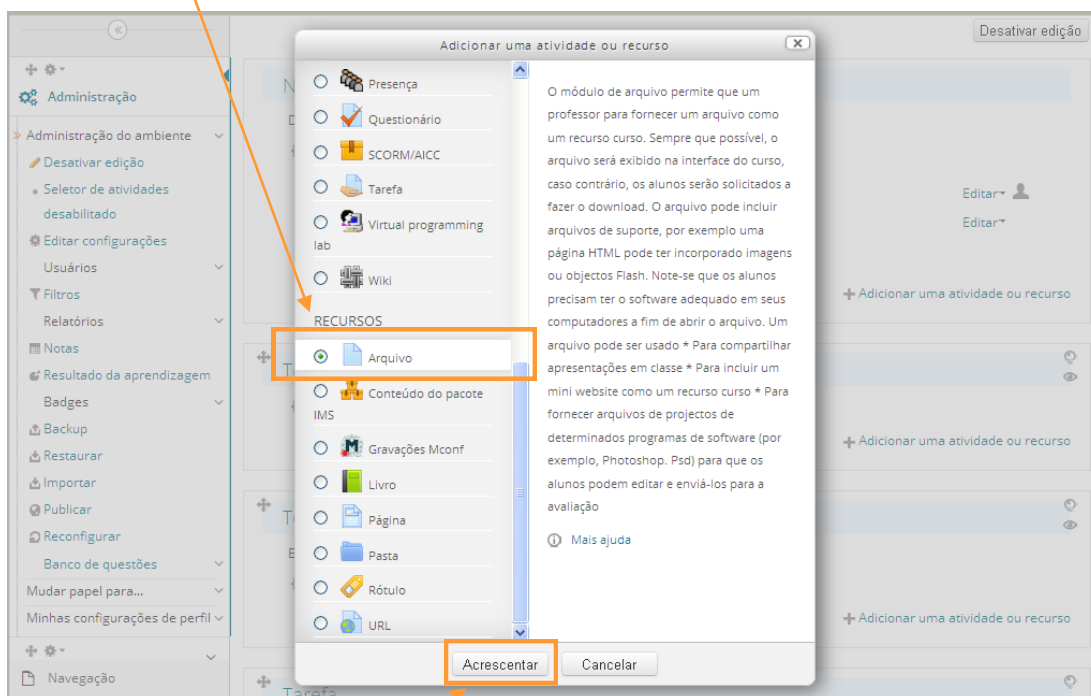 Desativar edição
Administração
Administração do ambiente
Desativar edição
Seletor de atividades
desabilitado
Editar configurações
Usuários
Filtros
Relatórios
Notas
Resultado da aprendizagem
Badges
Backup
Restaurar
Importar
Publicar
Reconfigurar
Banco de questões
Mudar papel para...
Minhas configurações de perfil
Navegação
Adicionar uma atividade ou recurso
Presença
Questionário
SCORM/AICC
Tarefa
Virtual programming
lab
Wiki
RECURSOS
Arquivo
Conteúdo do pacote
IMS
Gravações Mconf
Livro
Página
Pasta
Rótulo
URL
O módulo de arquivo permite que um
professor para fornecer um arquivo como
um recurso curso. Sempre que possível, o
arquivo será exibido na interface do curso,
caso contrário, os alunos serão solicitados a
fazer o download. O arquivo pode incluir
arquivos de suporte, por exemplo uma
página HTML pode ter incorporado imagens
ou objectos Flash. Note-se que os alunos
precisam ter o software adequado em seus
computadores a fim de abrir o arquivo. Um
arquivo pode ser usado * Para compartilhar
apresentações em classe * Para incluir um
mini website como um recurso curso * Para
fornecer arquivos de projectos de
determinados programas de software (por
exemplo, Photoshop. Psd) para que os
alunos podem editar e enviá-los para a
avaliação
Mais ajuda
Acrescentar
Cancelar
Editar
Editar
Adicionar uma atividade ou recurso
Adicionar uma atividade ou recurso
Adicionar uma atividade ou recurso
Tarefa